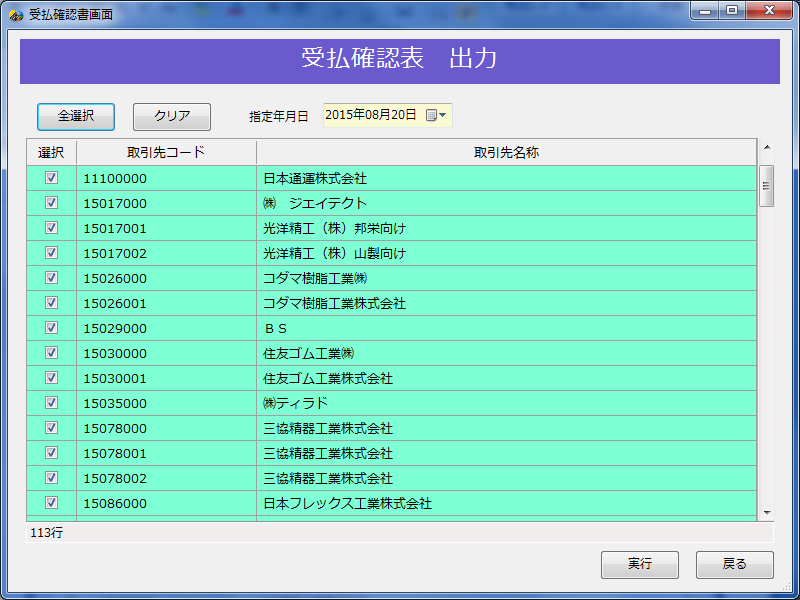 受払確認書画面
受払確認表　出力
全選択 クリア 指定年月日 2015年08月20日
選択 取引先コード 取引先名称
11100000 日本通運株式会社
15017000 ㈱　ジェイテクト
15017001 光洋精工（株）邦栄向け
15017002 光洋精工（株）山製向け
15026000 コダマ樹脂工業㈱
15026001 コダマ樹脂工業株式会社
15029000 ＢＳ
15030000 住友ゴム工業㈱
15030001 住友ゴム工業株式会社
15035000 ㈱ティラド
15078000 三協精器工業株式会社
15078001 三協精器工業株式会社
15078002 三協精器工業株式会社
15086000 日本フレックス工業株式会社
113行
実行 戻る